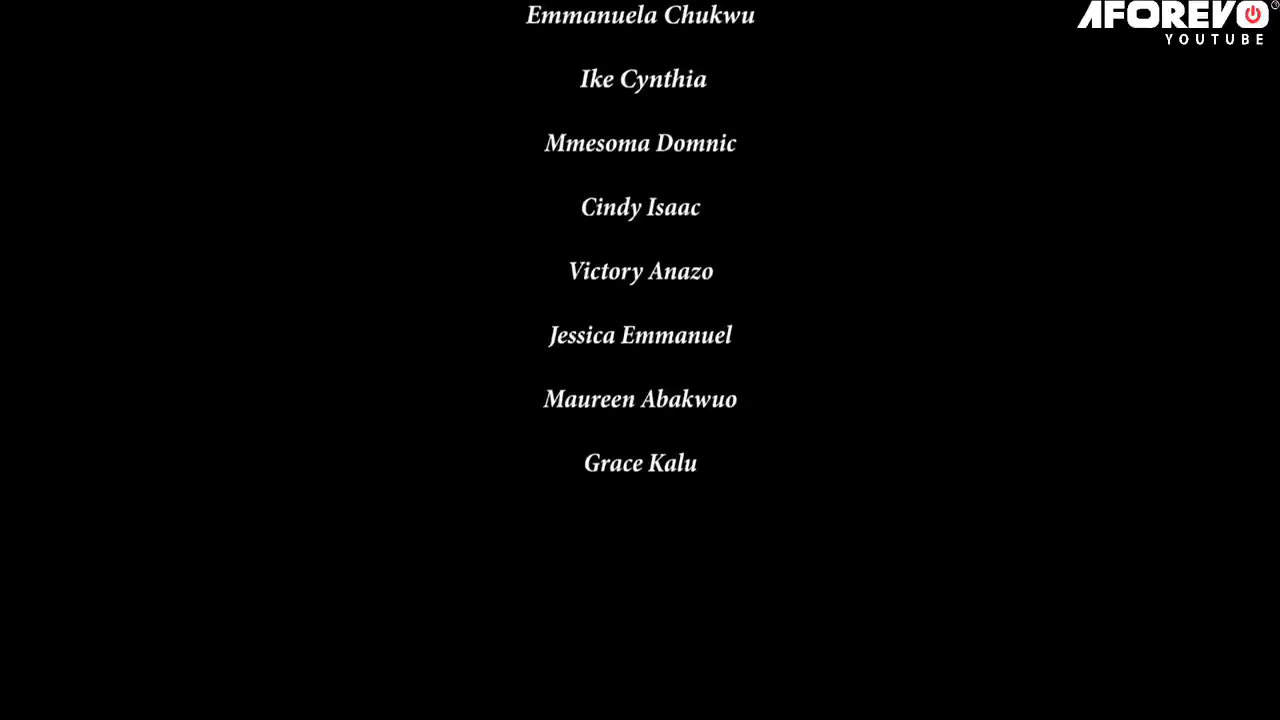 Emmanuela Chukwu
AFOREVO
YOUTUBE
Ike Cynthia
Mmesoma Domnic
Cindy Isaac
Victory Anazo
Jessica Emmanuel
Maureen Abakwuo
Grace Kalu